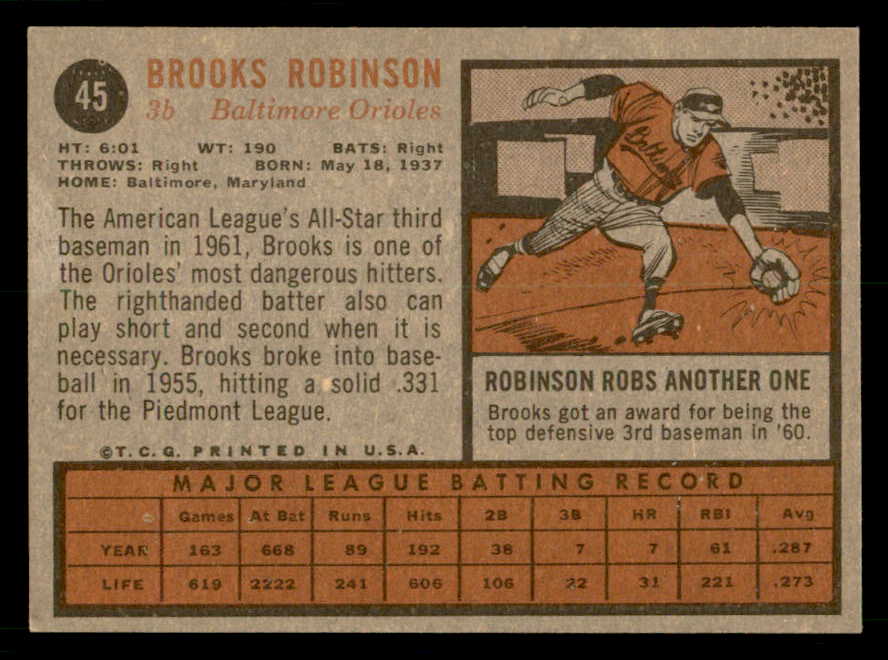 45
BROOKS ROBINSON
3b Baltimore Orioles
HT: 6:01 WT: 190 BATS: Right
THROWS: Right BORN: May 18, 1937
HOME: Baltimore, Maryland
The American League's All-Star third
baseman in 1961, Brooks is one of
the Orioles' most dangerous hitters.
The righthanded batter also can
play short and second when it is
necessary. Brooks broke into base-
ball in 1955, hitting a solid .331
for the Piedmont League.
©T.C.G. PRINTED IN U.S.A.
ROBINSON ROBS ANOTHER ONE
Brooks got an award for being the
top defensive 3rd baseman in '60.
MAJOR LEAGUE BATTING RECORD
Games At Bat Runs Hits 2B 3B HR RBI Avg
YEAR 163 668 89 192 38 7 7 61 .287
LIFE 619 2222 241 606 106 22 31 221 .273